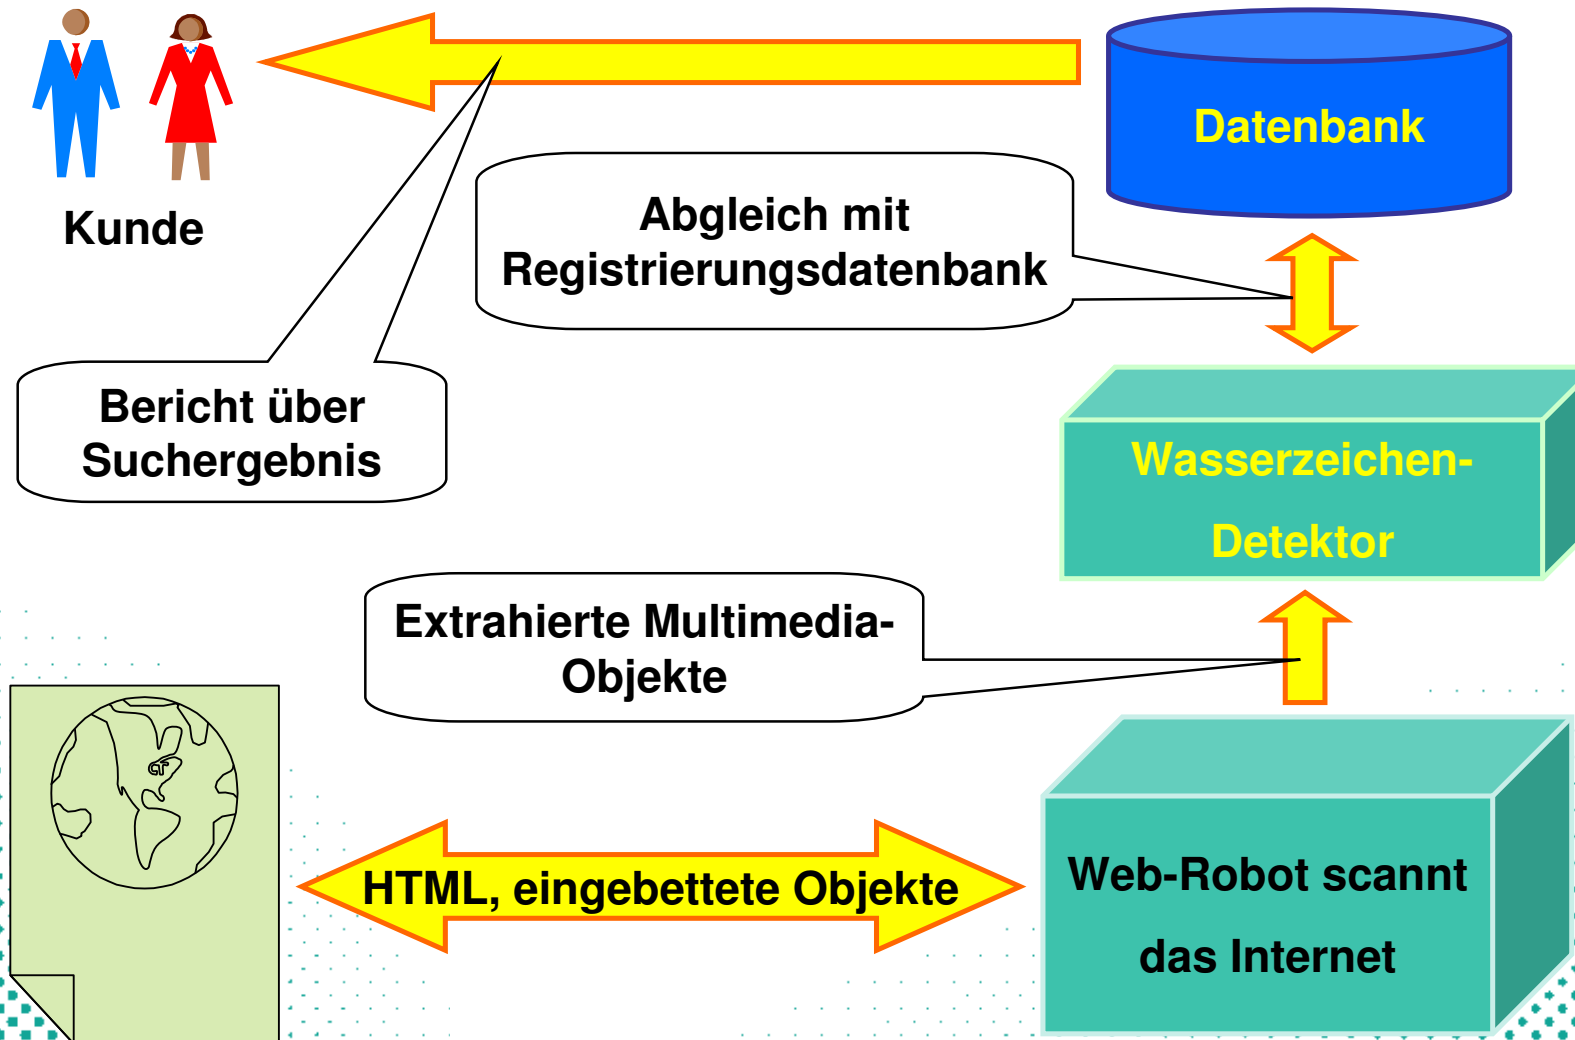 Datenbank
Kunde
Abgleich mit
Registrierungsdatenbank
Bericht über
Suchergebnis
Wasserzeichen-
Detektor
Extrahierte Multimedia-
Objekte
HTML, eingebettete Objekte
Web-Robot scannt
das Internet